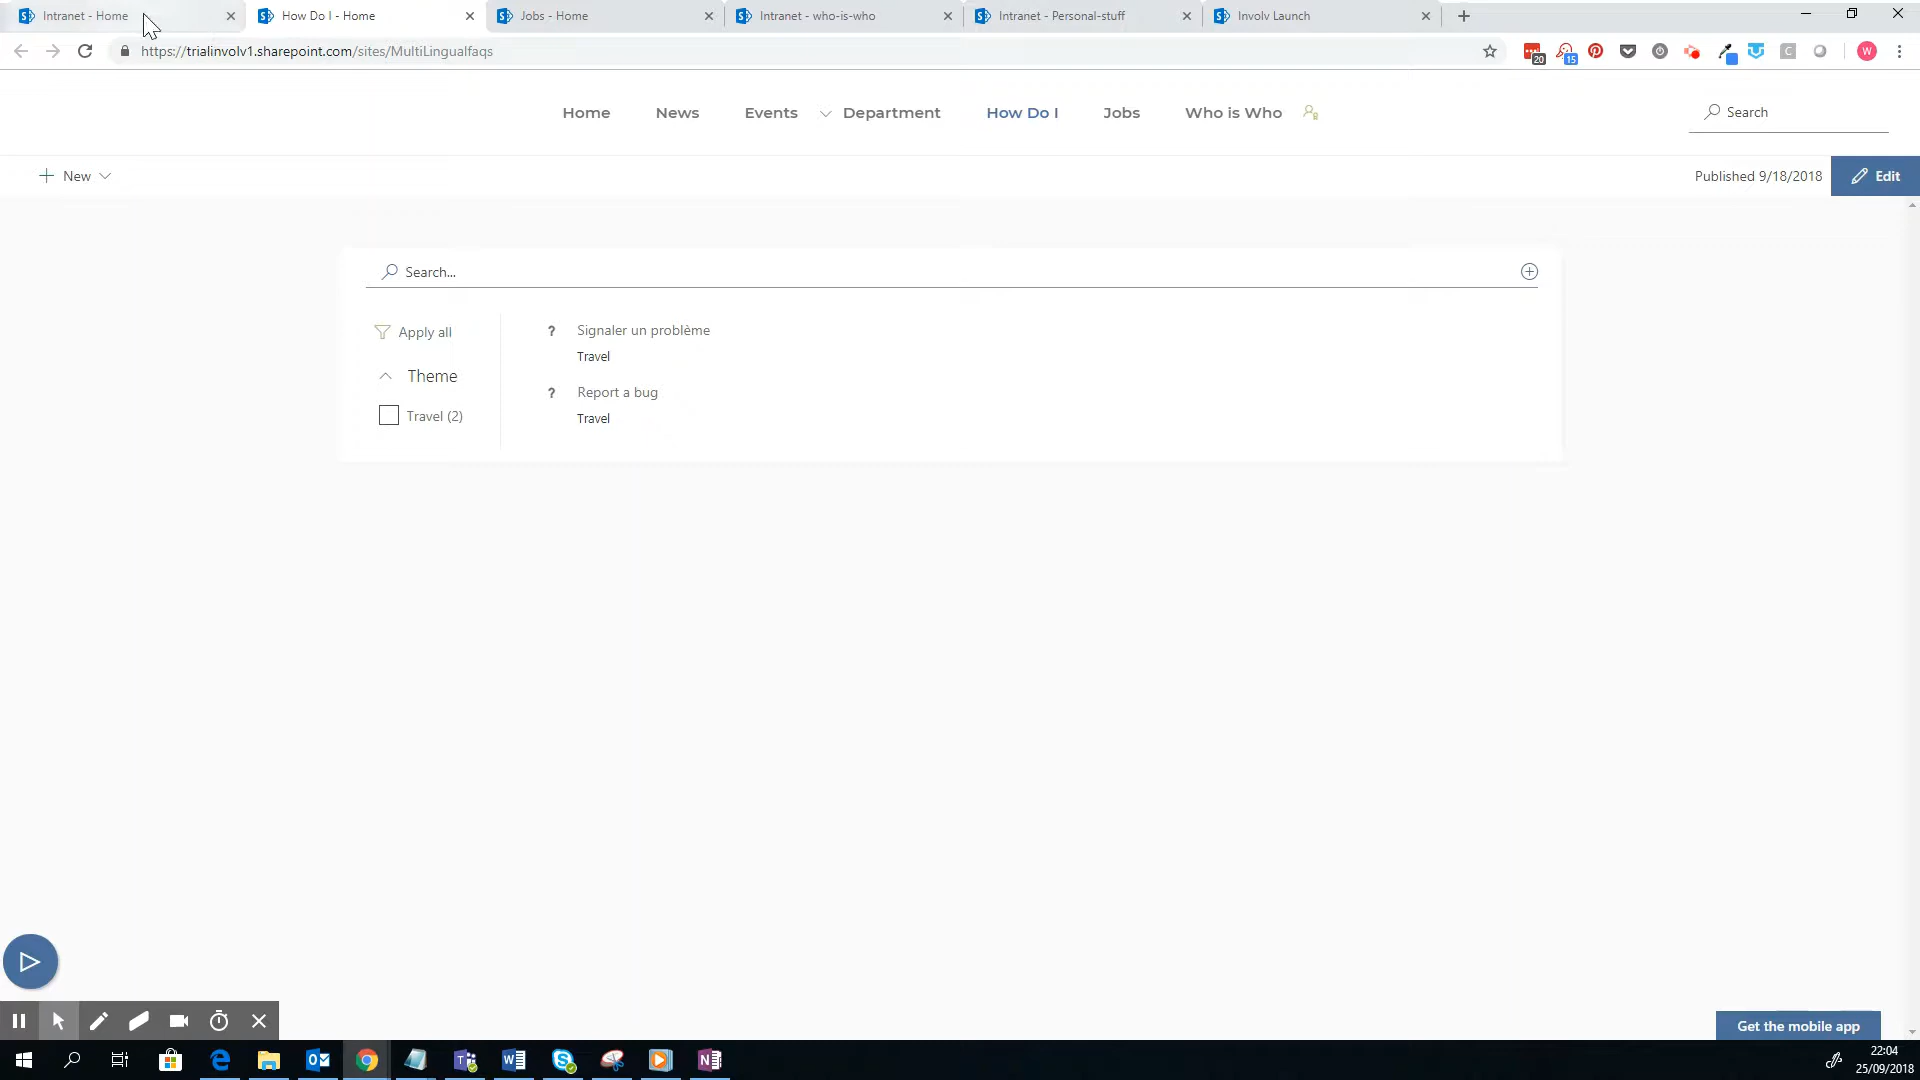 Intranet - Home
How Do I - Home
Jobs - Home
Intranet - who-is-who
Intranet - Personal-stuff
Involv Launch
https://trialinvolv1.sharepoint.com/sites/MultiLingualfaqs
20
15
C
W
Home
News
Events
Department
How Do I
Jobs
Who is Who
Search
New
Published 9/18/2018
Edit
Search...
Apply all
? Signaler un problème
Travel
Theme
? Report a bug
Travel (2)
Travel
Get the mobile app
22:04
25/09/2018